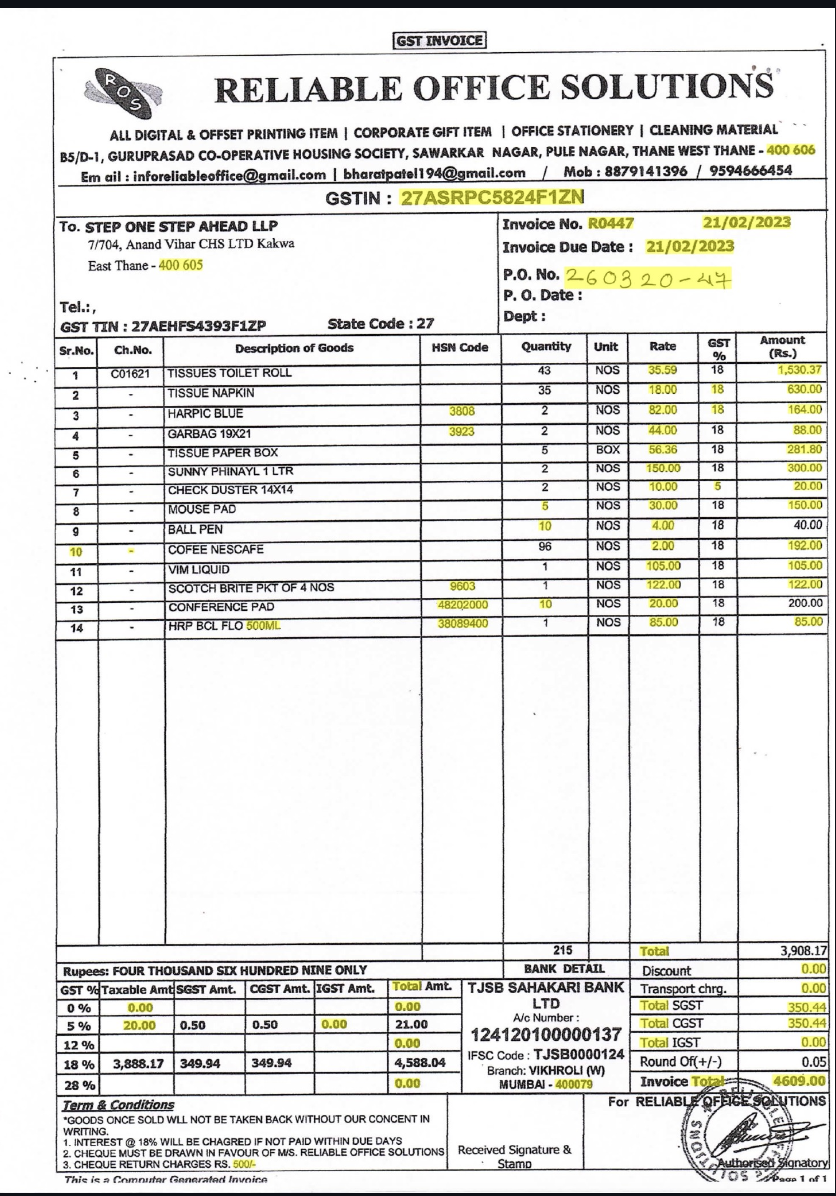 GST INVOICE
ROS
RELIABLE OFFICE SOLUTIONS
ALL DIGITAL & OFFSET PRINTING ITEM | CORPORATE GIFT ITEM | OFFICE STATIONERY | CLEANING MATERIAL
B5/D-1, GURUPRASAD CO-OPERATIVE HOUSING SOCIETY, SAWARKAR NAGAR, PULE NAGAR, THANE WEST THANE - 400 606
Em ail : inforeliableoffice@gmail.com | bharatpatel194@gmail.com / Mob : 8879141396 / 9594666454
GSTIN : 27ASRPC5824F1ZN
To. STEP ONE STEP AHEAD LLP
7/704, Anand Vihar CHS LTD Kakwa
East Thane - 400 605
Tel.:,
GST TIN : 27AEHFS4393F1ZP State Code : 27
Invoice No. R0447 21/02/2023
Invoice Due Date : 21/02/2023
P.O. No. 260320-47
P. O. Date :
Dept :
Sr.No. Ch.No. Description of Goods HSN Code Quantity Unit Rate GST % Amount (Rs.)
1 C01621 TISSUES TOILET ROLL 43 NOS 35.59 18 1,530.37
2 - TISSUE NAPKIN 35 NOS 18.00 18 630.00
3 - HARPIC BLUE 3808 2 NOS 82.00 18 164.00
4 - GARBAG 19X21 3923 2 NOS 44.00 18 88.00
5 - TISSUE PAPER BOX 5 BOX 56.36 18 281.80
6 - SUNNY PHINAYL 1 LTR 2 NOS 150.00 18 300.00
7 - CHECK DUSTER 14X14 2 NOS 10.00 5 20.00
8 - MOUSE PAD 5 NOS 30.00 18 150.00
9 - BALL PEN 10 NOS 4.00 18 40.00
10 - COFEE NESCAFE 96 NOS 2.00 18 192.00
11 - VIM LIQUID 1 NOS 105.00 18 105.00
12 - SCOTCH BRITE PKT OF 4 NOS 9603 1 NOS 122.00 18 122.00
13 - CONFERENCE PAD 48202000 10 NOS 20.00 18 200.00
14 - HRP BCL FLO 500ML 38089400 1 NOS 85.00 18 85.00
215 Total 3,908.17
Rupees: FOUR THOUSAND SIX HUNDRED NINE ONLY
GST % Taxable Amt SGST Amt. CGST Amt. IGST Amt. Total Amt.
0 % 0.00 0.00
5 % 20.00 0.50 0.50 0.00 21.00
12 % 0.00
18 % 3,888.17 349.94 349.94 4,588.04
28 % 0.00
BANK DETAIL
TJSB SAHAKARI BANK
LTD
A/c Number :
124120100000137
IFSC Code : TJSB0000124
Branch: VIKHROLI (W)
MUMBAI - 400079
Discount 0.00
Transport chrg. 0.00
Total SGST 350.44
Total CGST 350.44
Total IGST 0.00
Round Of(+/-) 0.05
Invoice Total 4609.00
Term & Conditions
*GOODS ONCE SOLD WLL NOT BE TAKEN BACK WITHOUT OUR CONCENT IN
WRITING.
1. INTEREST @ 18% WILL BE CHAGRED IF NOT PAID WITHIN DUE DAYS
2. CHEQUE MUST BE DRAWN IN FAVOUR OF M/S. RELIABLE OFFICE SOLUTIONS
3. CHEQUE RETURN CHARGES RS. 500/-
Received Signature &
Stamp
For RELIABLE OFFICE SOLUTIONS
Authorised Signatory
This is a Computer Generated Invoice
Page 1 of 1